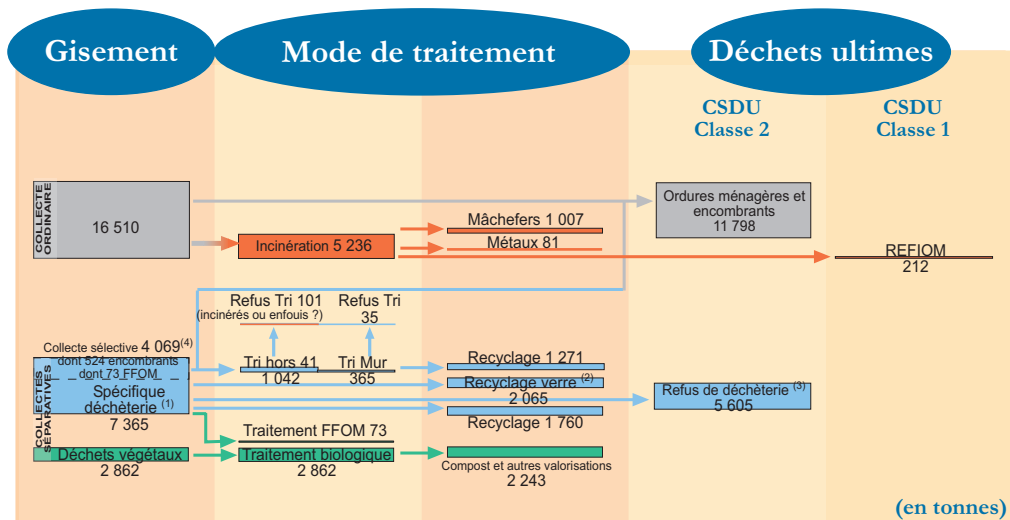 Gisement
Mode de traitement
Déchets ultimes
CSDU
Classe 2
CSDU
Classe 1
COLLECTE
ORDINAIRE
16 510
Incinération 5 236
Mâchefers 1 007
Métaux 81
Ordures ménagères et
encombrants
11 798
REFIOM
212
Refus Tri 101
(incinérés ou enfouis ?)
Refus Tri
35
COLLECTES
SÉPARATIVES
Collecte sélective 4 069(4)
dont 524 encombrants
dont 73 FFOM
Spécifique
déchèterie (1)
7 365
Tri hors 41
1 042
Tri Mur
365
Recyclage 1 271
Recyclage verre (2)
2 065
Recyclage 1 760
Refus de déchèterie (3)
5 605
Traitement FFOM 73
Déchets végétaux
2 862
Traitement biologique
2 862
Compost et autres valorisations
2 243
(en tonnes)